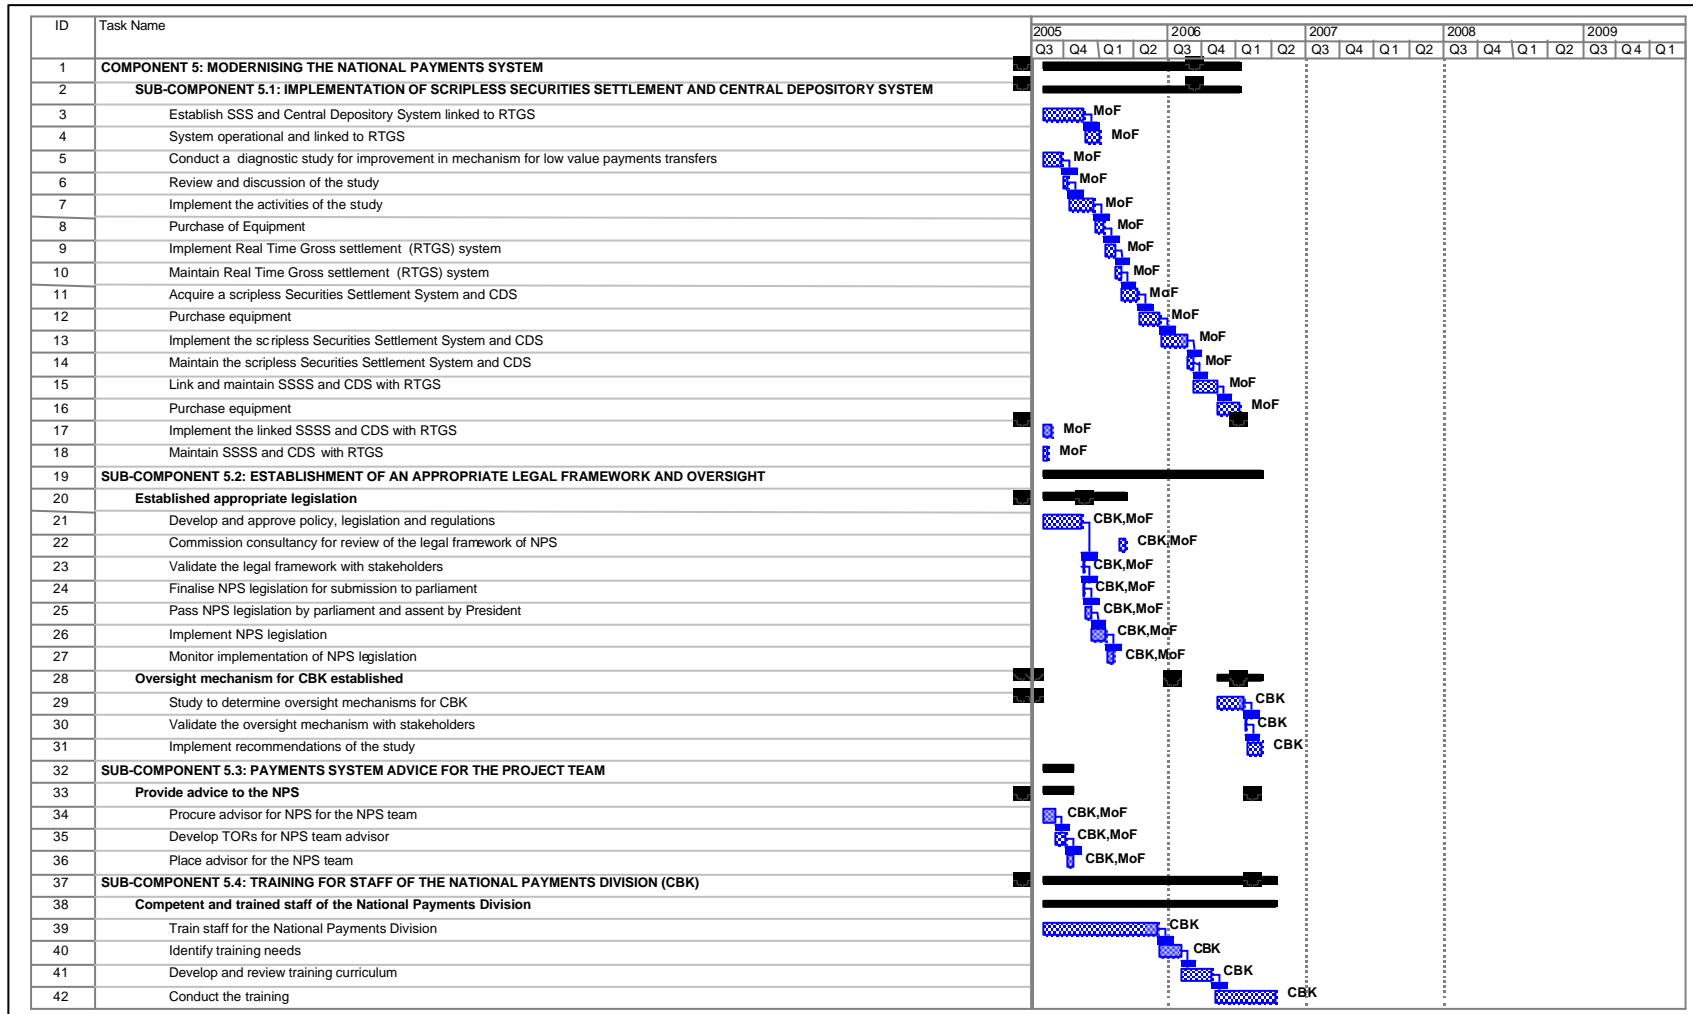 ID Task Name
2005 2006 2007 2008 2009
Q3 Q4 Q1 Q2 Q3 Q4 Q1 Q2 Q3 Q4 Q1 Q2 Q3 Q4 Q1 Q2 Q3 Q4 Q1
1 COMPONENT 5: MODERNISING THE NATIONAL PAYMENTS SYSTEM
2 SUB-COMPONENT 5.1: IMPLEMENTATION OF SCRIPLESS SECURITIES SETTLEMENT AND CENTRAL DEPOSITORY SYSTEM
3 Establish SSS and Central Depository System linked to RTGS MoF
4 System operational and linked to RTGS MoF
5 Conduct a diagnostic study for improvement in mechanism for low value payments transfers MoF
6 Review and discussion of the study MoF
7 Implement the activities of the study MoF
8 Purchase of Equipment MoF
9 Implement Real Time Gross settlement (RTGS) system MoF
10 Maintain Real Time Gross settlement (RTGS) system MoF
11 Acquire a scripless Securities Settlement System and CDS MoF
12 Purchase equipment MoF
13 Implement the scripless Securities Settlement System and CDS MoF
14 Maintain the scripless Securities Settlement System and CDS MoF
15 Link and maintain SSSS and CDS with RTGS MoF
16 Purchase equipment MoF
17 Implement the linked SSSS and CDS with RTGS MoF
18 Maintain SSSS and CDS with RTGS MoF
19 SUB-COMPONENT 5.2: ESTABLISHMENT OF AN APPROPRIATE LEGAL FRAMEWORK AND OVERSIGHT
20 Established appropriate legislation
21 Develop and approve policy, legislation and regulations CBK,MoF
22 Commission consultancy for review of the legal framework of NPS CBK,MoF
23 Validate the legal framework with stakeholders CBK,MoF
24 Finalise NPS legislation for submission to parliament CBK,MoF
25 Pass NPS legislation by parliament and assent by President CBK,MoF
26 Implement NPS legislation CBK,MoF
27 Monitor implementation of NPS legislation CBK,MoF
28 Oversight mechanism for CBK established
29 Study to determine oversight mechanisms for CBK CBK
30 Validate the oversight mechanism with stakeholders CBK
31 Implement recommendations of the study CBK
32 SUB-COMPONENT 5.3: PAYMENTS SYSTEM ADVICE FOR THE PROJECT TEAM
33 Provide advice to the NPS
34 Procure advisor for NPS for the NPS team CBK,MoF
35 Develop TORs for NPS team advisor CBK,MoF
36 Place advisor for the NPS team CBK,MoF
37 SUB-COMPONENT 5.4: TRAINING FOR STAFF OF THE NATIONAL PAYMENTS DIVISION (CBK)
38 Competent and trained staff of the National Payments Division
39 Train staff for the National Payments Division CBK
40 Identify training needs CBK
41 Develop and review training curriculum CBK
42 Conduct the training CBK